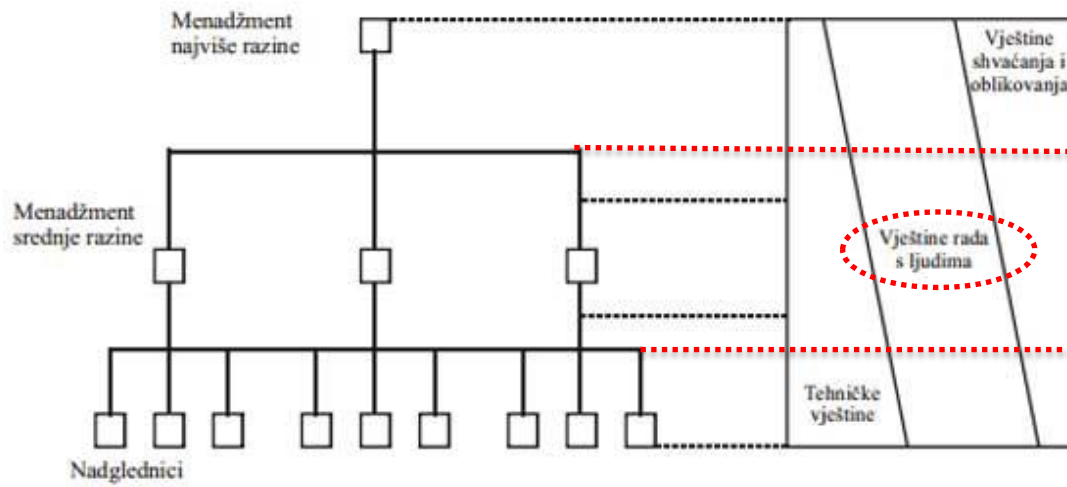 Menadžment
najviše razine
Vještine
shvaćanja i
oblikovanja
Menadžment
srednje razine
Vještine rada
s ljudima
Tehničke
vještine
Nadglednici